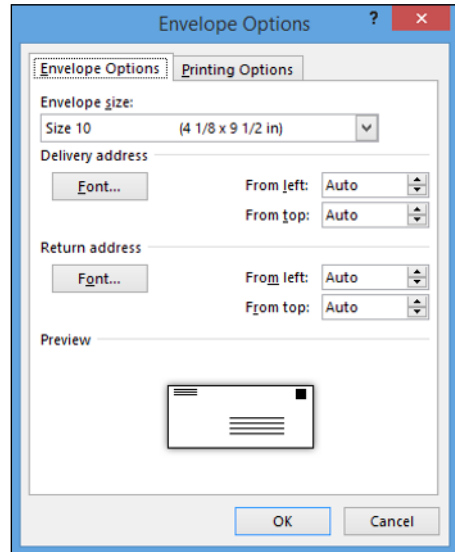 Envelope Options ? ×
Envelope Options Printing Options
Envelope size:
Size 10 (4 1/8 x 9 1/2 in)
Delivery address
Font... From left: Auto
From top: Auto
Return address
Font... From left: Auto
From top: Auto
Preview
OK Cancel